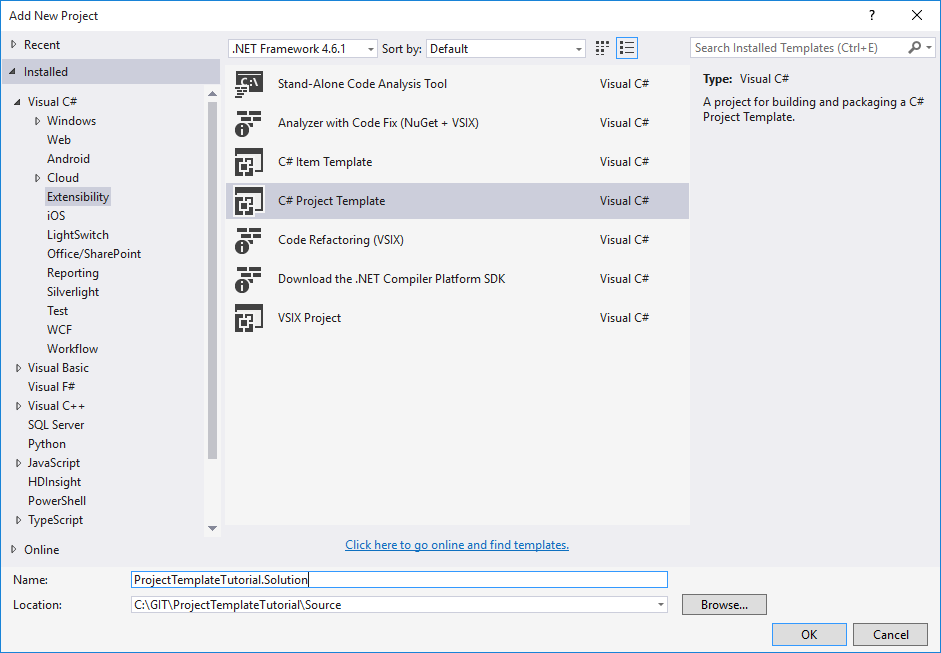 Add New Project
?
Recent
.NET Framework 4.6.1
Sort by:
Default
Search Installed Templates (Ctrl+E)
Installed
Visual C#
Windows
Web
Android
Cloud
Extensibility
iOS
LightSwitch
Office/SharePoint
Reporting
Silverlight
Test
WCF
Workflow
Visual Basic
Visual F#
Visual C++
SQL Server
Python
JavaScript
HDInsight
PowerShell
TypeScript
Online
C:\
Stand-Alone Code Analysis Tool Visual C#
Analyzer with Code Fix (NuGet + VSIX) Visual C#
C# Item Template Visual C#
C# Project Template Visual C#
Code Refactoring (VSIX) Visual C#
Download the .NET Compiler Platform SDK Visual C#
VSIX Project Visual C#
Click here to go online and find templates.
Type: Visual C#
A project for building and packaging a C#
Project Template.
Name: ProjectTemplateTutorial.Solution
Location: C:\GIT\ProjectTemplateTutorial\Source
Browse...
OK
Cancel